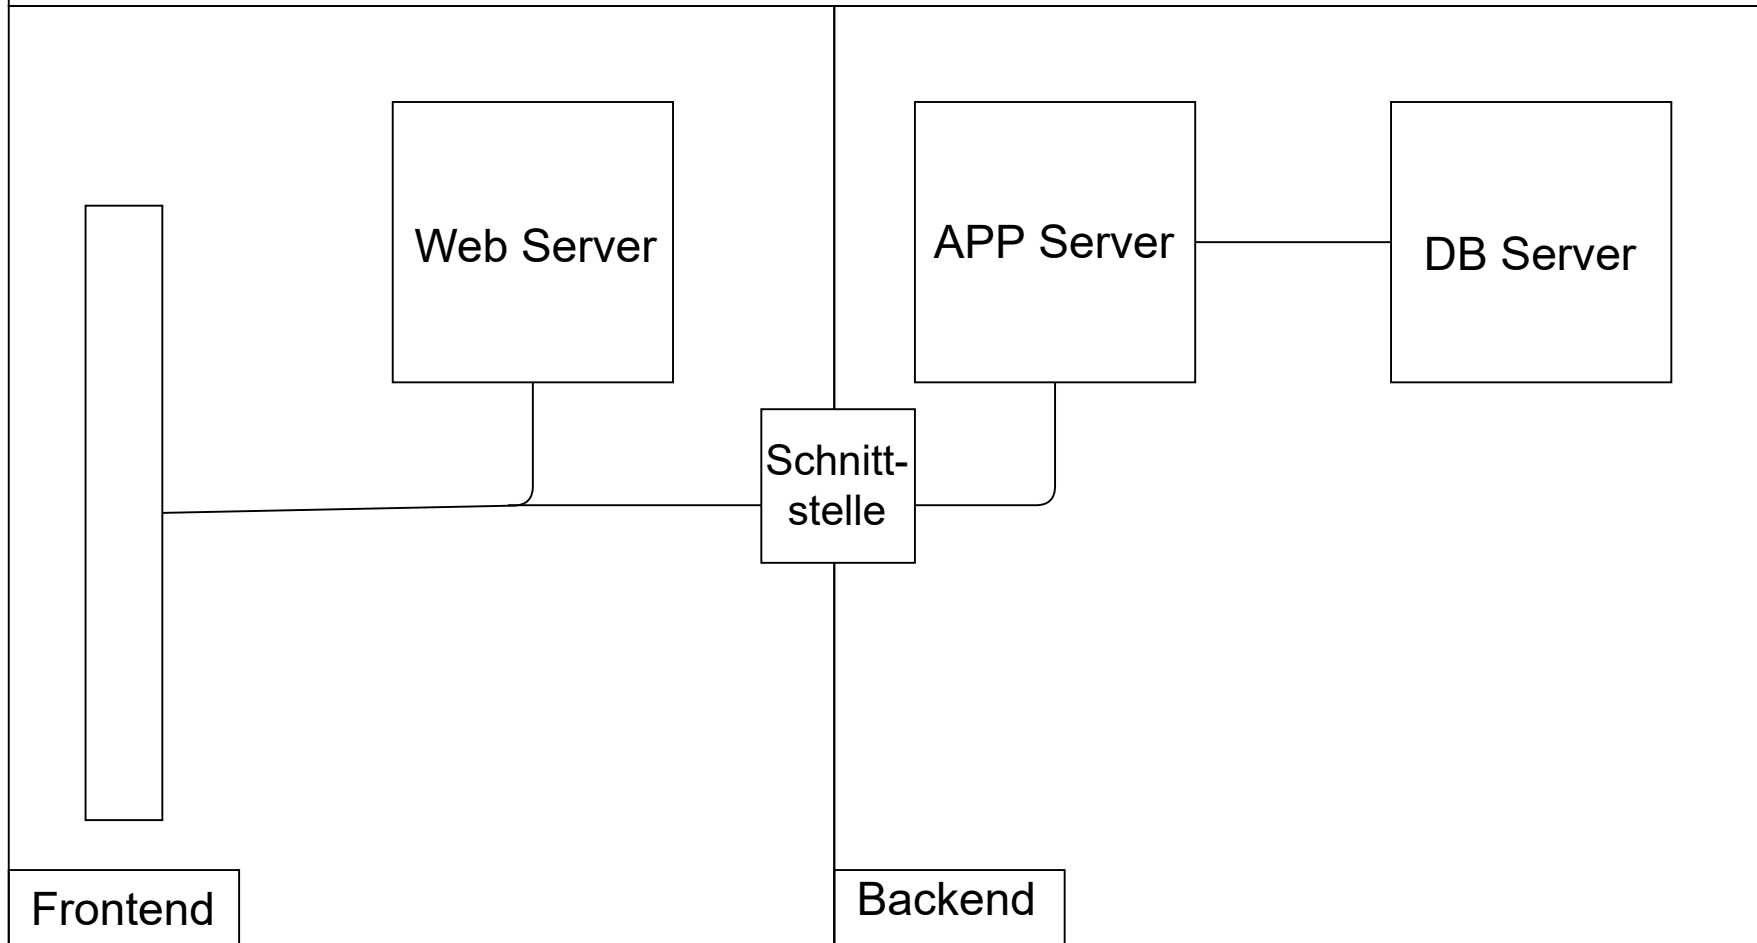 Web Server
APP Server
DB Server
Schnitt-
stelle
Frontend
Backend